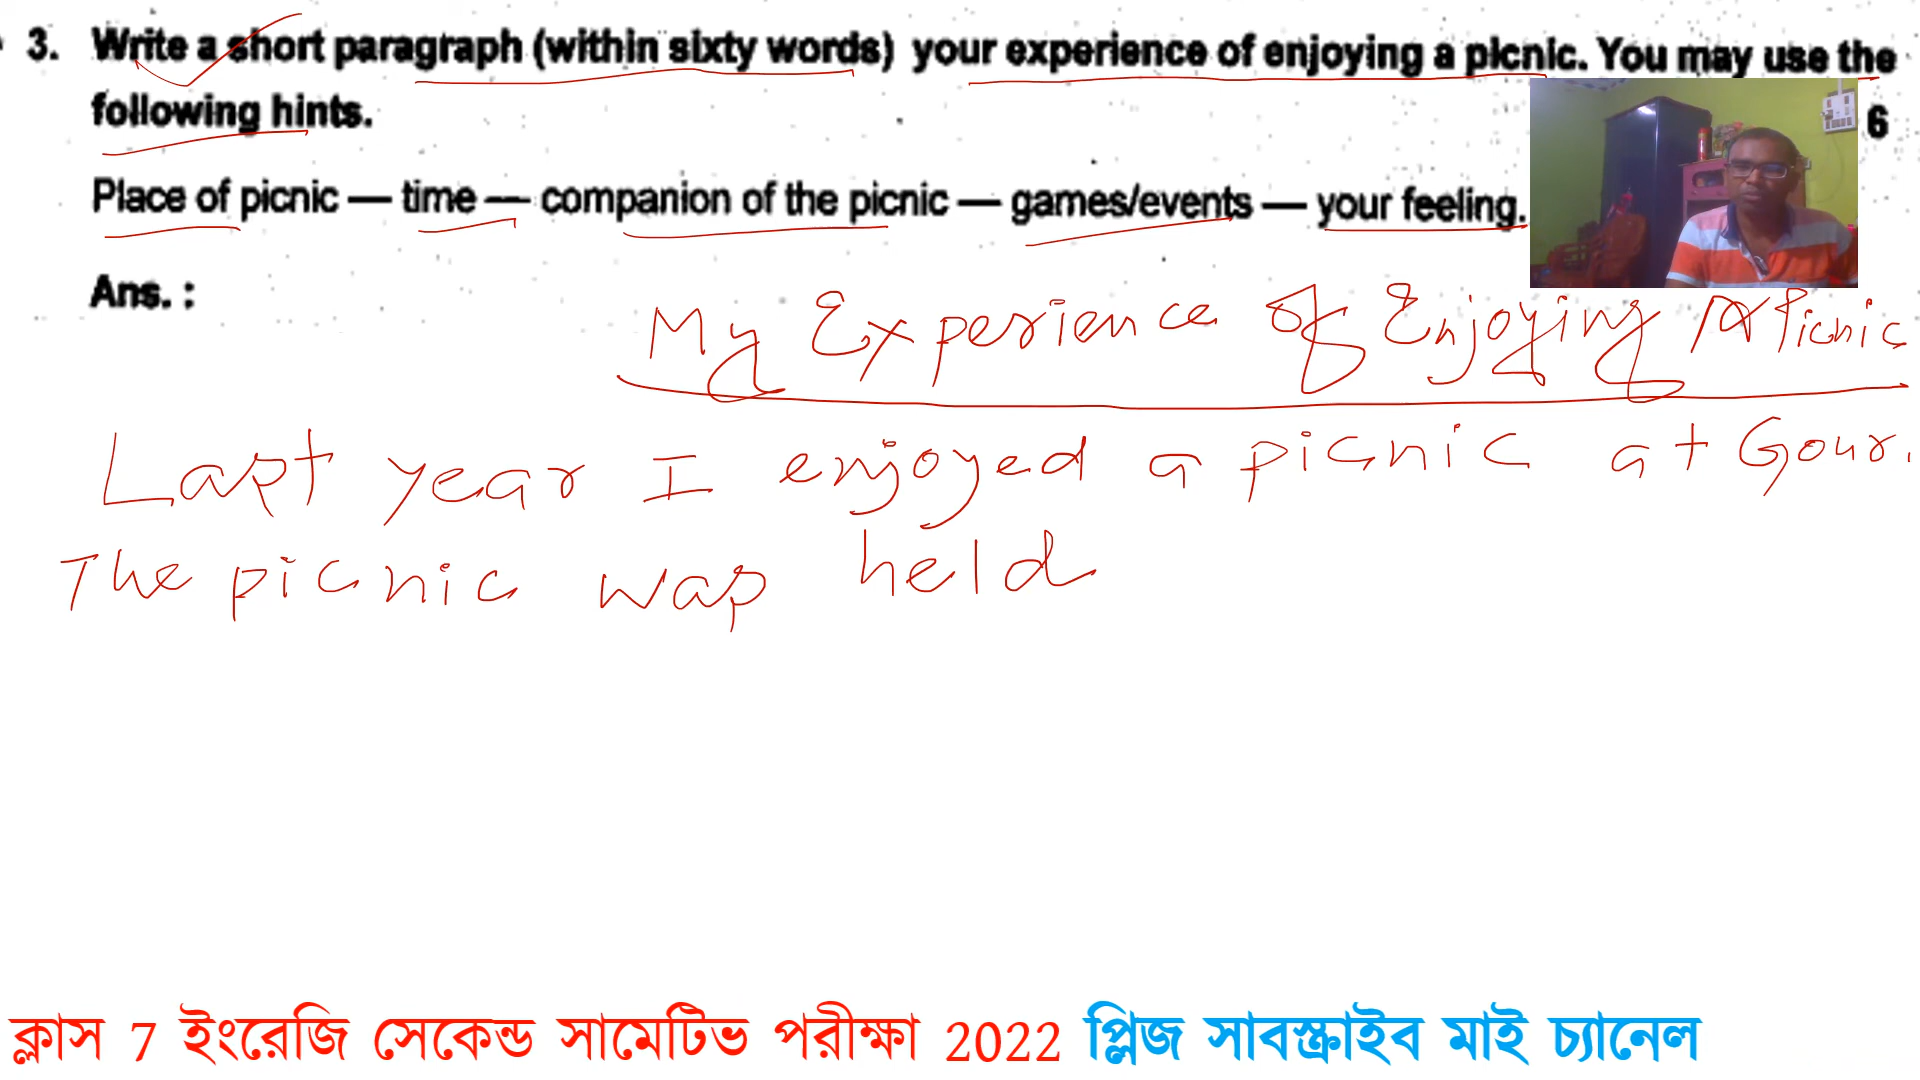 3. Write a short paragraph (within sixty words) your experience of enjoying a picnic. You may use the
following hints. 6
Place of picnic — time — companion of the picnic — games/events — your feeling.
Ans. :
My Experience Of Enjoying A Picnic
Last year I enjoyed a picnic at Gour.
The picnic was held
ক্লাস 7 ইংরেজি সেকেন্ড সামেটিভ পরীক্ষা 2022 প্লিজ সাবস্ক্রাইব মাই চ্যানেল